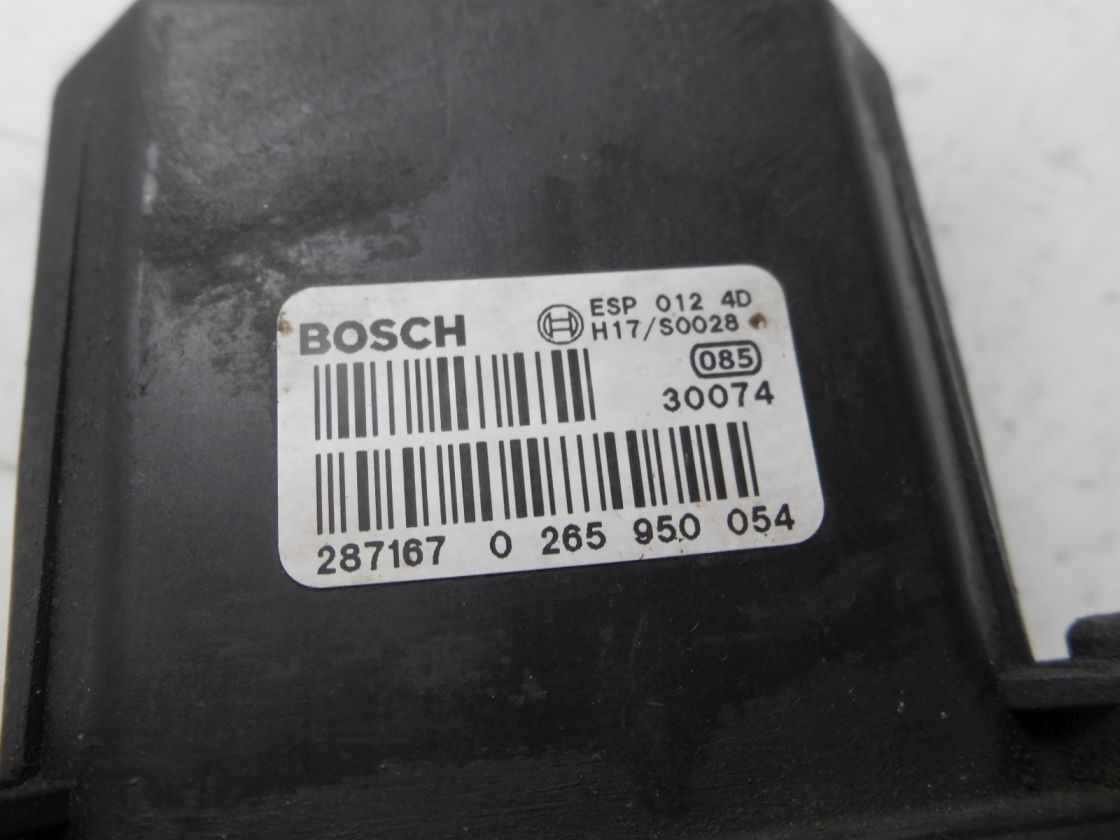 BOSCH
ESP 012 4D
H17/S0028
085
30074
287167 0 265 950 054